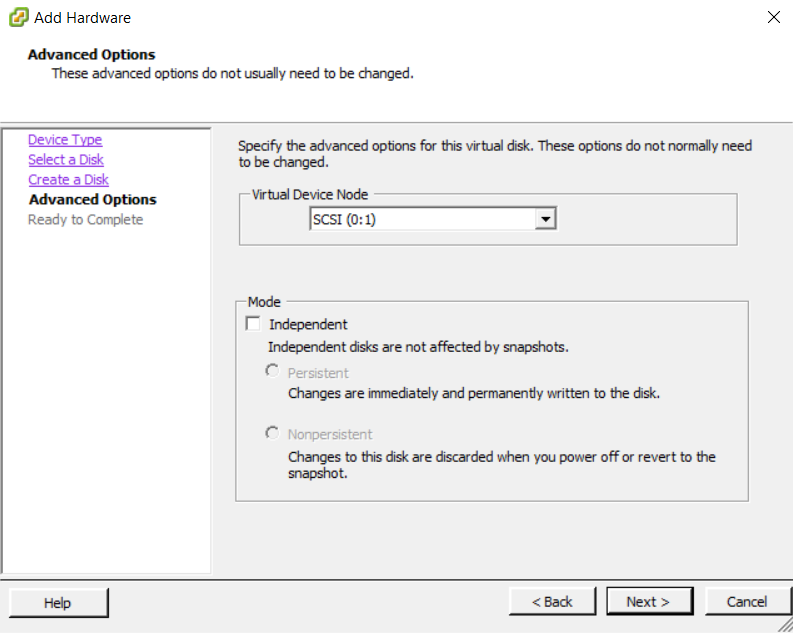 Add Hardware
Advanced Options
These advanced options do not usually need to be changed.
Device Type
Select a Disk
Create a Disk
Advanced Options
Ready to Complete
Specify the advanced options for this virtual disk. These options do not normally need
to be changed.
Virtual Device Node
SCSI (0:1)
Mode
Independent
Independent disks are not affected by snapshots.
Persistent
Changes are immediately and permanently written to the disk.
Nonpersistent
Changes to this disk are discarded when you power off or revert to the
snapshot.
Help
< Back
Next >
Cancel